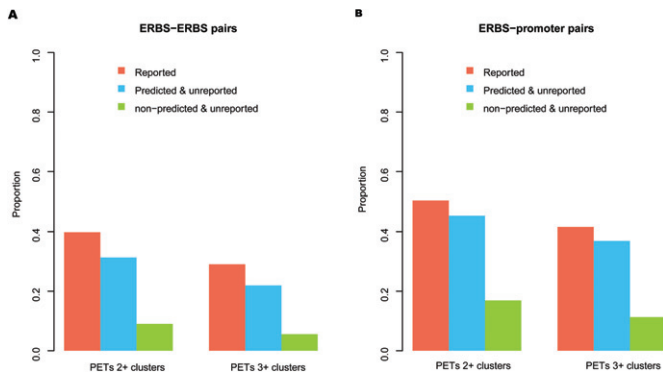 A
ERBS−ERBS pairs
Reported
Predicted & unreported
non−predicted & unreported
Proportion
1.0
0.8
0.6
0.4
0.2
0.0
PETs 2+ clusters
PETs 3+ clusters
B
ERBS−promoter pairs
Reported
Predicted & unreported
non−predicted & unreported
Proportion
1.0
0.8
0.6
0.4
0.2
0.0
PETs 2+ clusters
PETs 3+ clusters